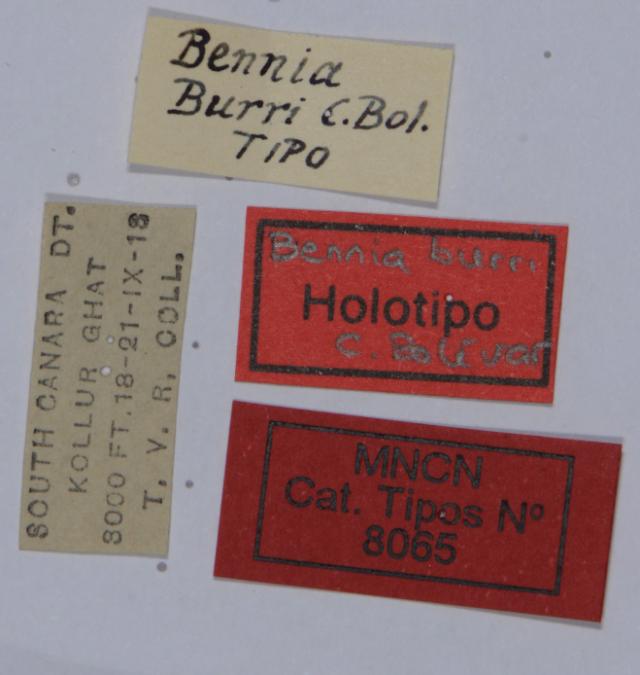 Bennia
Burri C.Bol.
TIPO
SOUTH CANARA DT.
KOLLUR GHAT
3000 FT. 18-21-IX-18
T. V. R. COLL.
Bennia burri
Holotipo
C. Bolívar
MNCN
Cat. Tipos Nº
8065